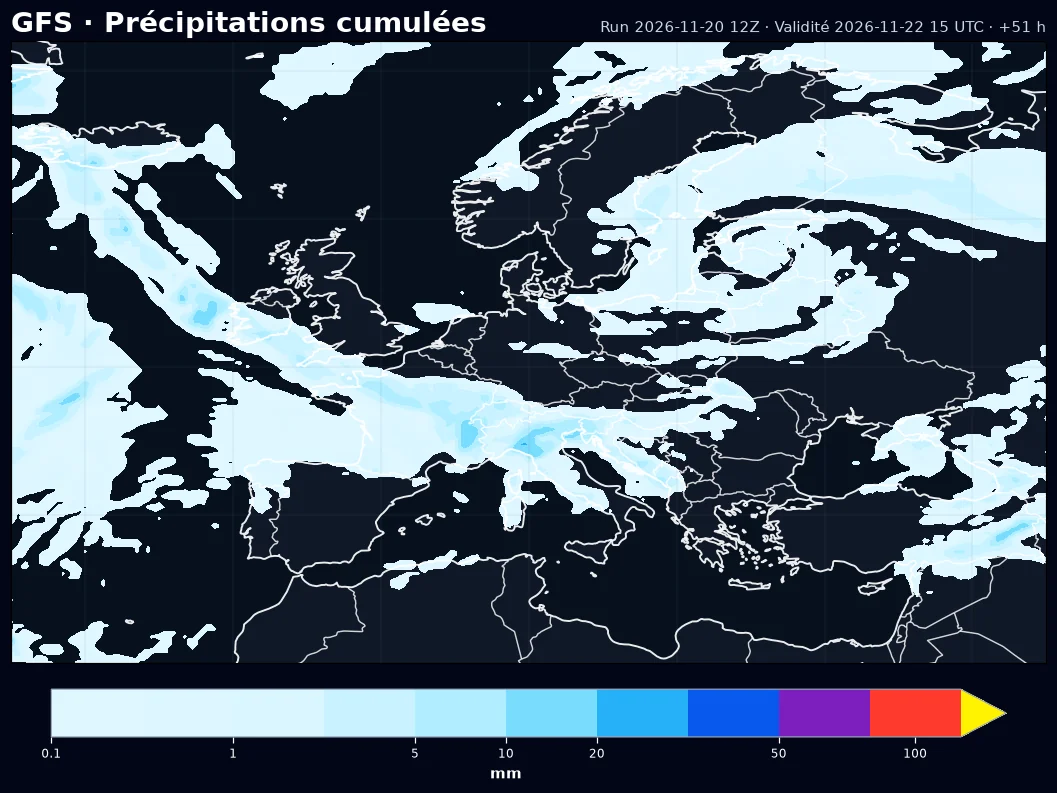 GFS · Précipitations cumulées
Run 2026-11-20 12Z · Validité 2026-11-22 15 UTC · +51 h
0.1 1 5 10 20 50 100
mm